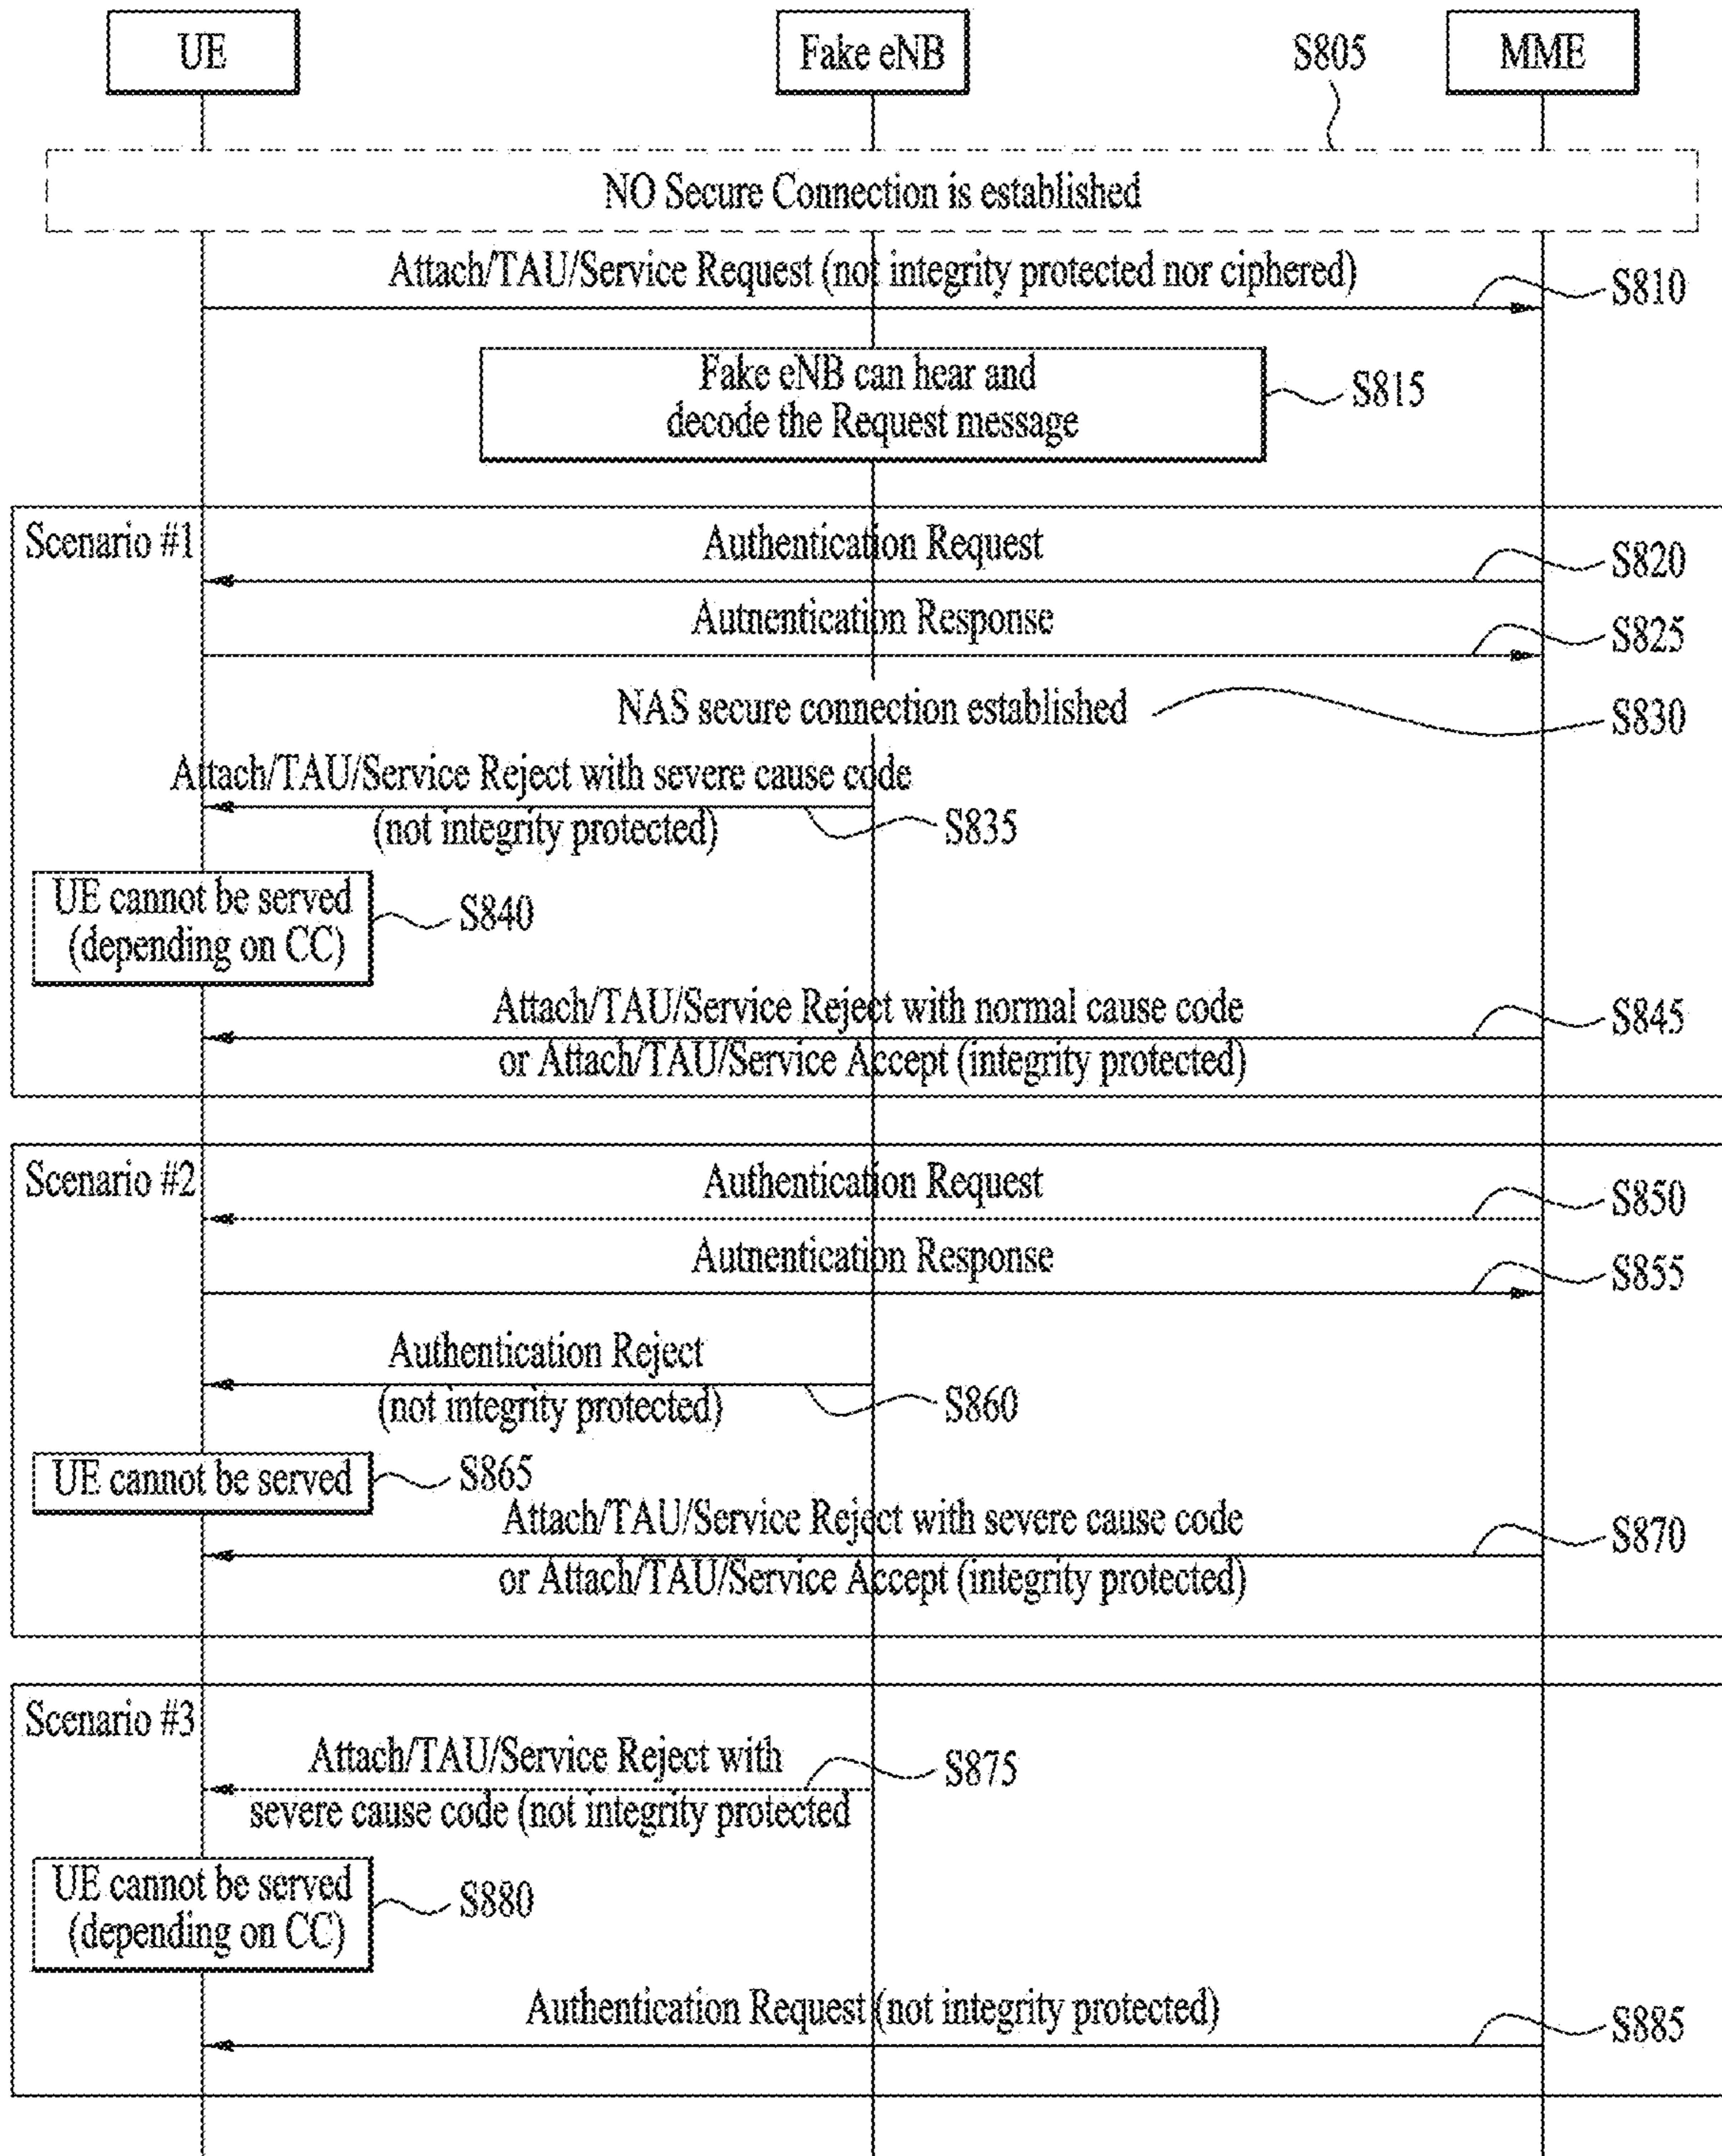 UE
Fake eNB
S805
MME
NO Secure Connection is established
Attach/TAU/Service Request (not integrity protected nor ciphered)
S810
Fake eNB can hear and
decode the Request message
S815
Scenario #1
Authentication Request
S820
Autnentication Response
S825
NAS secure connection established
S830
Attach/TAU/Service Reject with severe cause code
(not integrity protected)
S835
UE cannot be served
(depending on CC)
S840
Attach/TAU/Service Reject with normal cause code
or Attach/TAU/Service Accept (integrity protected)
S845
Scenario #2
Authentication Request
S850
Autnentication Response
S855
Authentication Reject
(not integrity protected)
S860
UE cannot be served
S865
Attach/TAU/Service Reject with severe cause code
or Attach/TAU/Service Accept (integrity protected)
S870
Scenario #3
Attach/TAU/Service Reject with
severe cause code (not integrity protected
S875
UE cannot be served
(depending on CC)
S880
Authentication Request (not integrity protected)
S885